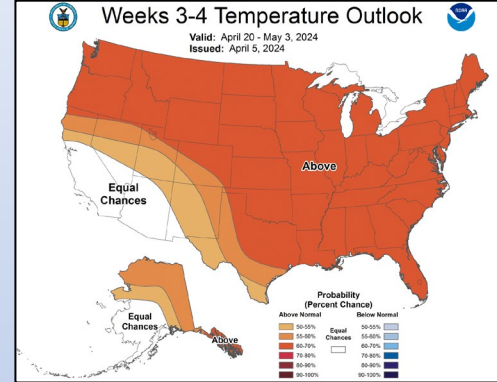 Weeks 3-4 Temperature Outlook
NOAA
Valid: April 20 - May 3, 2024
Issued: April 5, 2024
Above
Equal
Chances
Equal
Chances
Above
Probability
(Percent Chance)
Above Normal
Below Normal
50-55%
55-60%
60-70%
70-80%
80-90%
90-100%
Equal
Chances
50-55%
55-60%
60-70%
70-80%
80-90%
90-100%